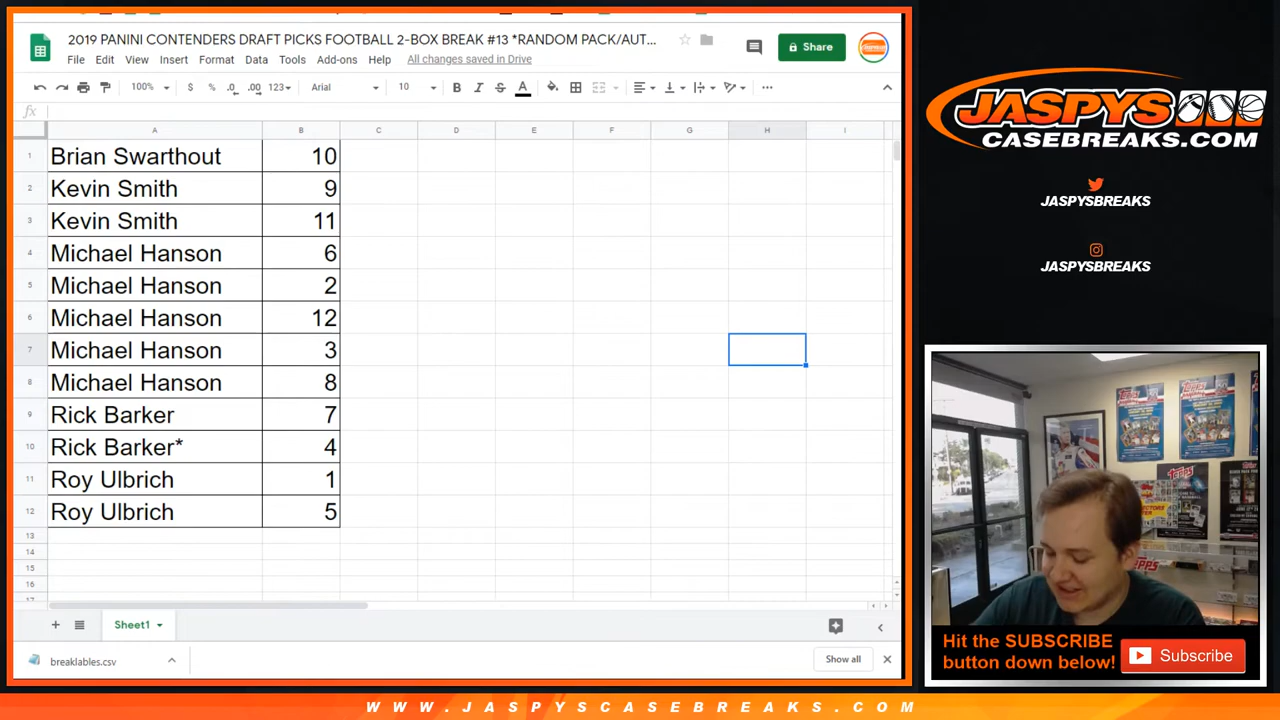 2019 PANINI CONTENDERS DRAFT PICKS FOOTBALL 2-BOX BREAK #13 *RANDOM PACK/AUT...
Share
File Edit View Insert Format Data Tools Add-ons Help All changes saved in Drive
100% $ % .0 .00 123 Arial 10 B I S A
fx
A B C D E F G H I
1 Brian Swarthout 10
2 Kevin Smith 9
3 Kevin Smith 11
4 Michael Hanson 6
5 Michael Hanson 2
6 Michael Hanson 12
7 Michael Hanson 3
8 Michael Hanson 8
9 Rick Barker 7
10 Rick Barker* 4
11 Roy Ulbrich 1
12 Roy Ulbrich 5
13
14
15
16
Sheet1
breaklables.csv
Show all
JASPYS
CASEBREAKS.COM
JASPYSBREAKS
JASPYSBREAKS
Topps
Topps
Topps
Hit the SUBSCRIBE
button down below!
Subscribe
WWW.JASPYSCASEBREAKS.COM